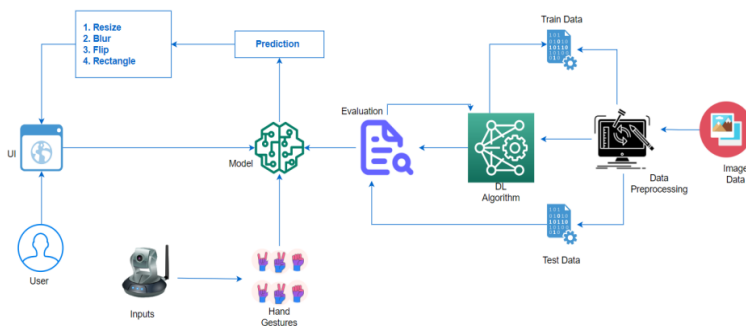 1. Resize
2. Blur
3. Flip
4. Rectangle
Prediction
Train Data
Evaluation
UI
Model
DL
Algorithm
Data
Preprocessing
Image
Data
User
Test Data
Inputs
Hand
Gestures